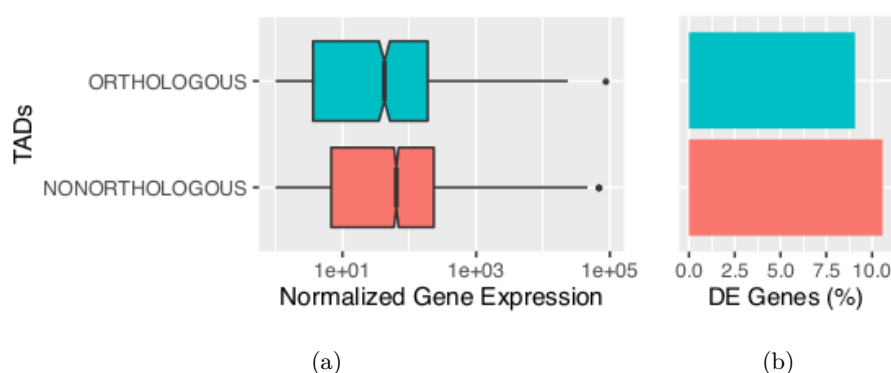 TADs
ORTHOLOGOUS
NONORTHOLOGOUS
1e+01 1e+03 1e+05
Normalized Gene Expression
0.0 2.5 5.0 7.5 10.0
DE Genes (%)
(a)
(b)